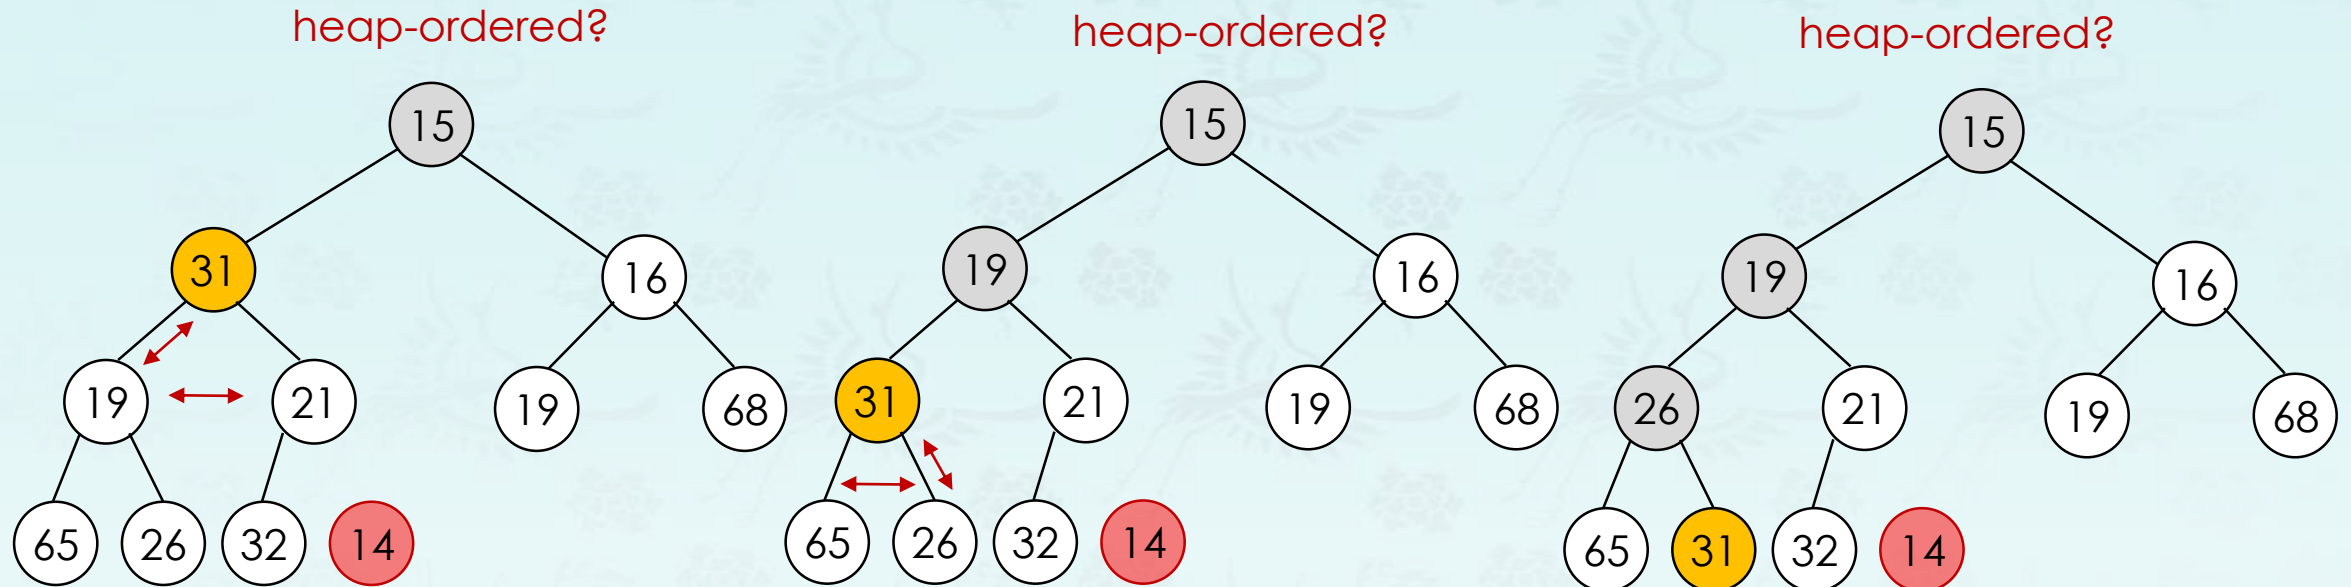 heap-ordered? heap-ordered? heap-ordered?
15 15 15
31 16 19 16 19 16
19 21 19 68 31 21 19 68 26 21 19 68
65 26 32 14 65 26 32 14 65 31 32 14